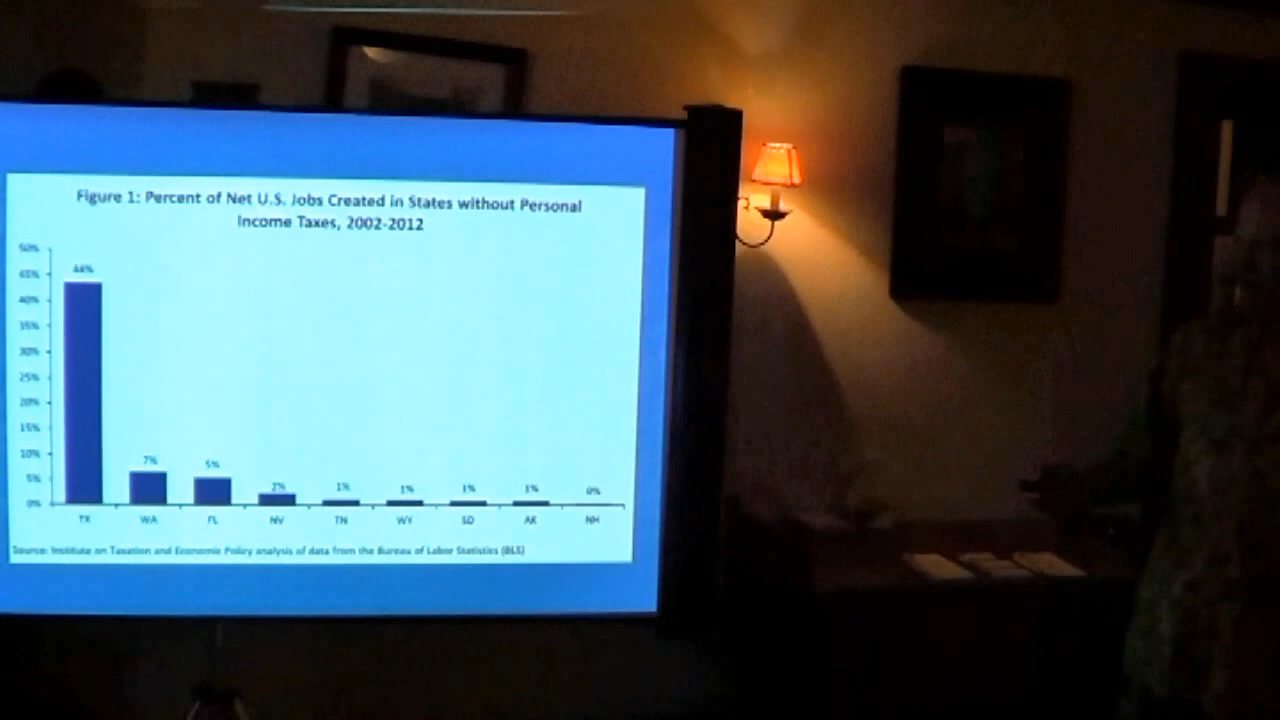 Figure 1: Percent of Net U.S. Jobs Created in States without Personal
Income Taxes, 2002-2012
50%
45%
40%
35%
30%
25%
20%
15%
10%
5%
0%
44%
7%
5%
2%
1%
1%
1%
1%
0%
TX
WA
FL
NV
TN
WY
SD
AK
NH
Source: Institute on Taxation and Economic Policy analysis of data from the Bureau of Labor Statistics (BLS)